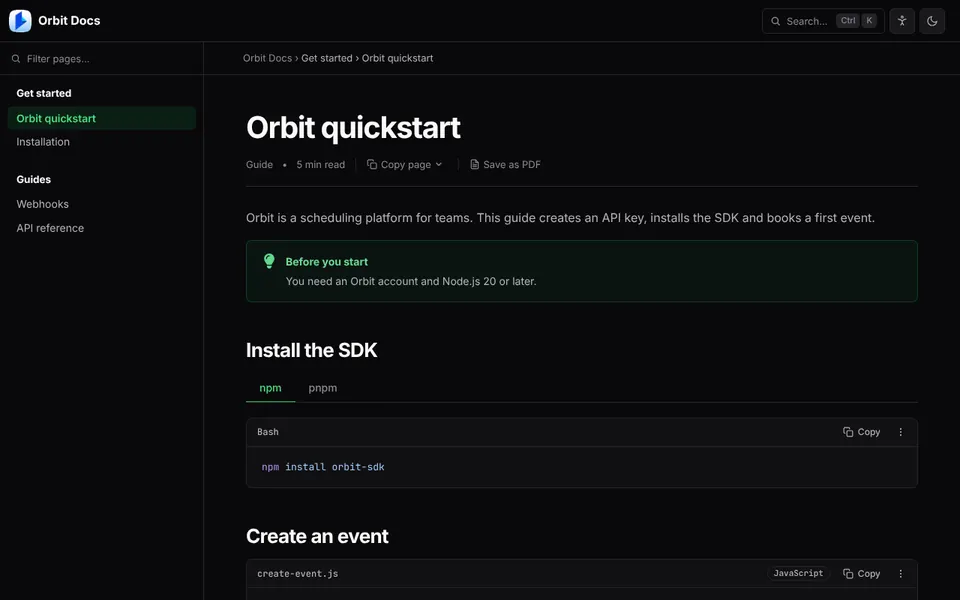 Orbit Docs
Search... Ctrl K
Filter pages...
Orbit Docs › Get started › Orbit quickstart
Get started
Orbit quickstart
Installation
Guides
Webhooks
API reference
Orbit quickstart
Guide • 5 min read Copy page Save as PDF
Orbit is a scheduling platform for teams. This guide creates an API key, installs the SDK and books a first event.
Before you start
You need an Orbit account and Node.js 20 or later.
Install the SDK
npm pnpm
Bash Copy
npm install orbit-sdk
Create an event
create-event.js JavaScript Copy